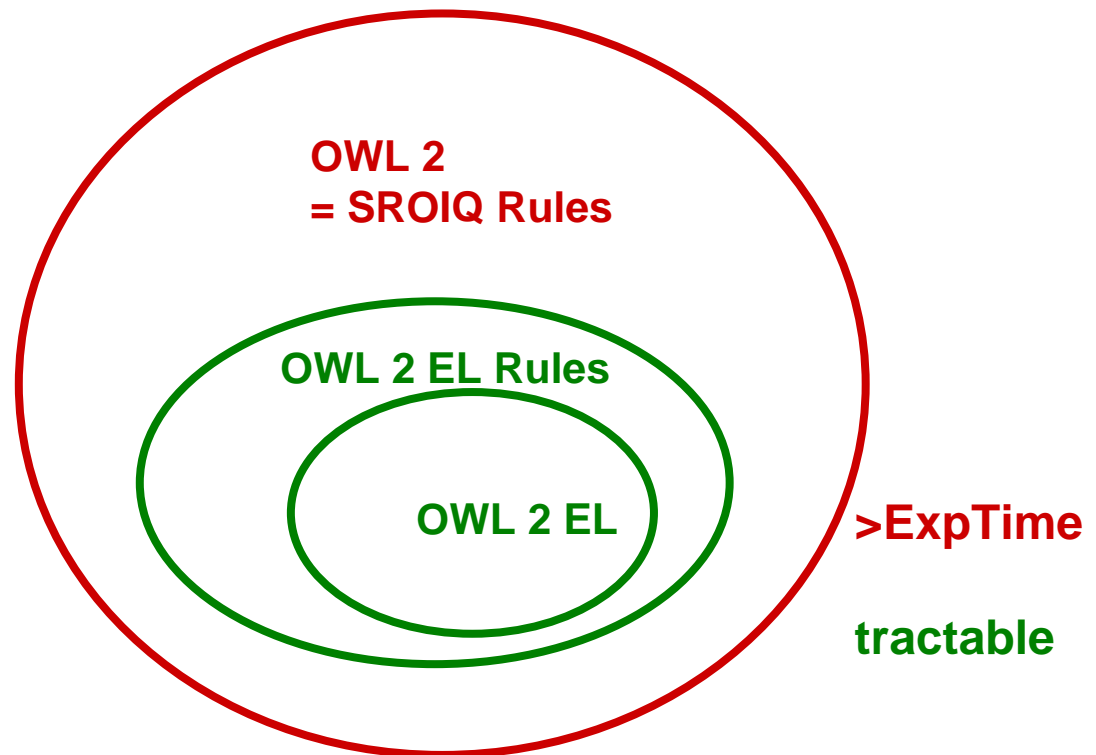 OWL 2
= SROIQ Rules
OWL 2 EL Rules
OWL 2 EL
>ExpTime
tractable